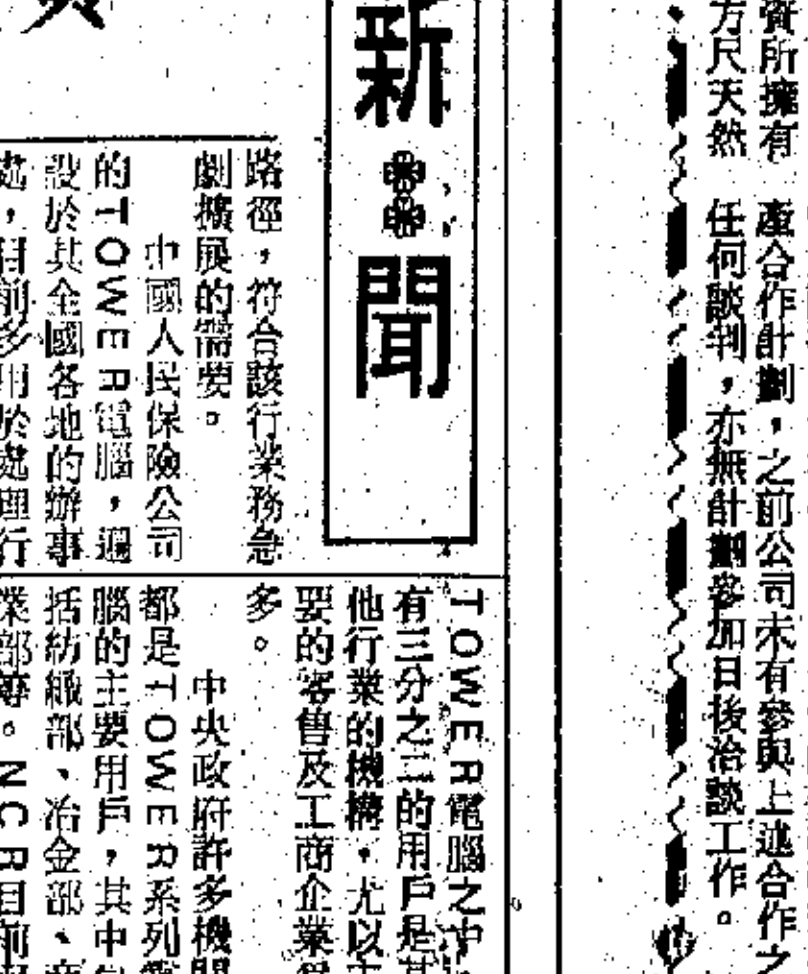 資所擁有
方尺天然
產合作計劃，之前公司未有參與上述合作之
任何談判，亦無計劃參加日後洽談工作。
新聞
路徑，符合該行業務急
劇擴展的需要。
中國人民保險公司
的TOWER電腦，遍
設於其全國各地的辦事
處，目前多用於處理行
TOWER電腦之中
有三分之二的用戶是其
他行業的機構，尤以主
要的零售及工商企業為
多。
中央政府許多機關
都是TOWER系列電
腦的主要用戶，其中包
括紡織部、冶金部、商
業部等。NCR目前